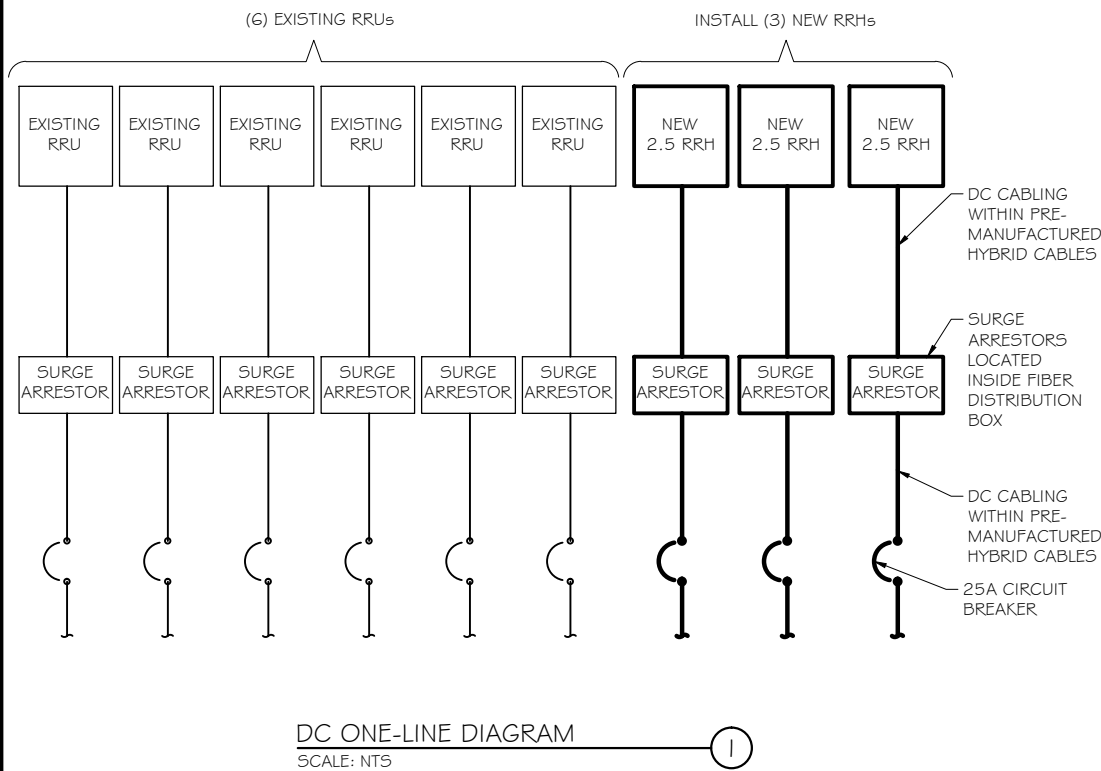 (6) EXISTING RRUs
INSTALL (3) NEW RRHs
EXISTING
RRU
EXISTING
RRU
EXISTING
RRU
EXISTING
RRU
EXISTING
RRU
EXISTING
RRU
NEW
2.5 RRH
NEW
2.5 RRH
NEW
2.5 RRH
DC CABLING
WITHIN PRE-
MANUFACTURED
HYBRID CABLES
SURGE
ARRESTOR
SURGE
ARRESTOR
SURGE
ARRESTOR
SURGE
ARRESTOR
SURGE
ARRESTOR
SURGE
ARRESTOR
SURGE
ARRESTOR
SURGE
ARRESTOR
SURGE
ARRESTOR
SURGE
ARRESTORS
LOCATED
INSIDE FIBER
DISTRIBUTION
BOX
DC CABLING
WITHIN PRE-
MANUFACTURED
HYBRID CABLES
25A CIRCUIT
BREAKER
DC ONE-LINE DIAGRAM
1
SCALE: NTS